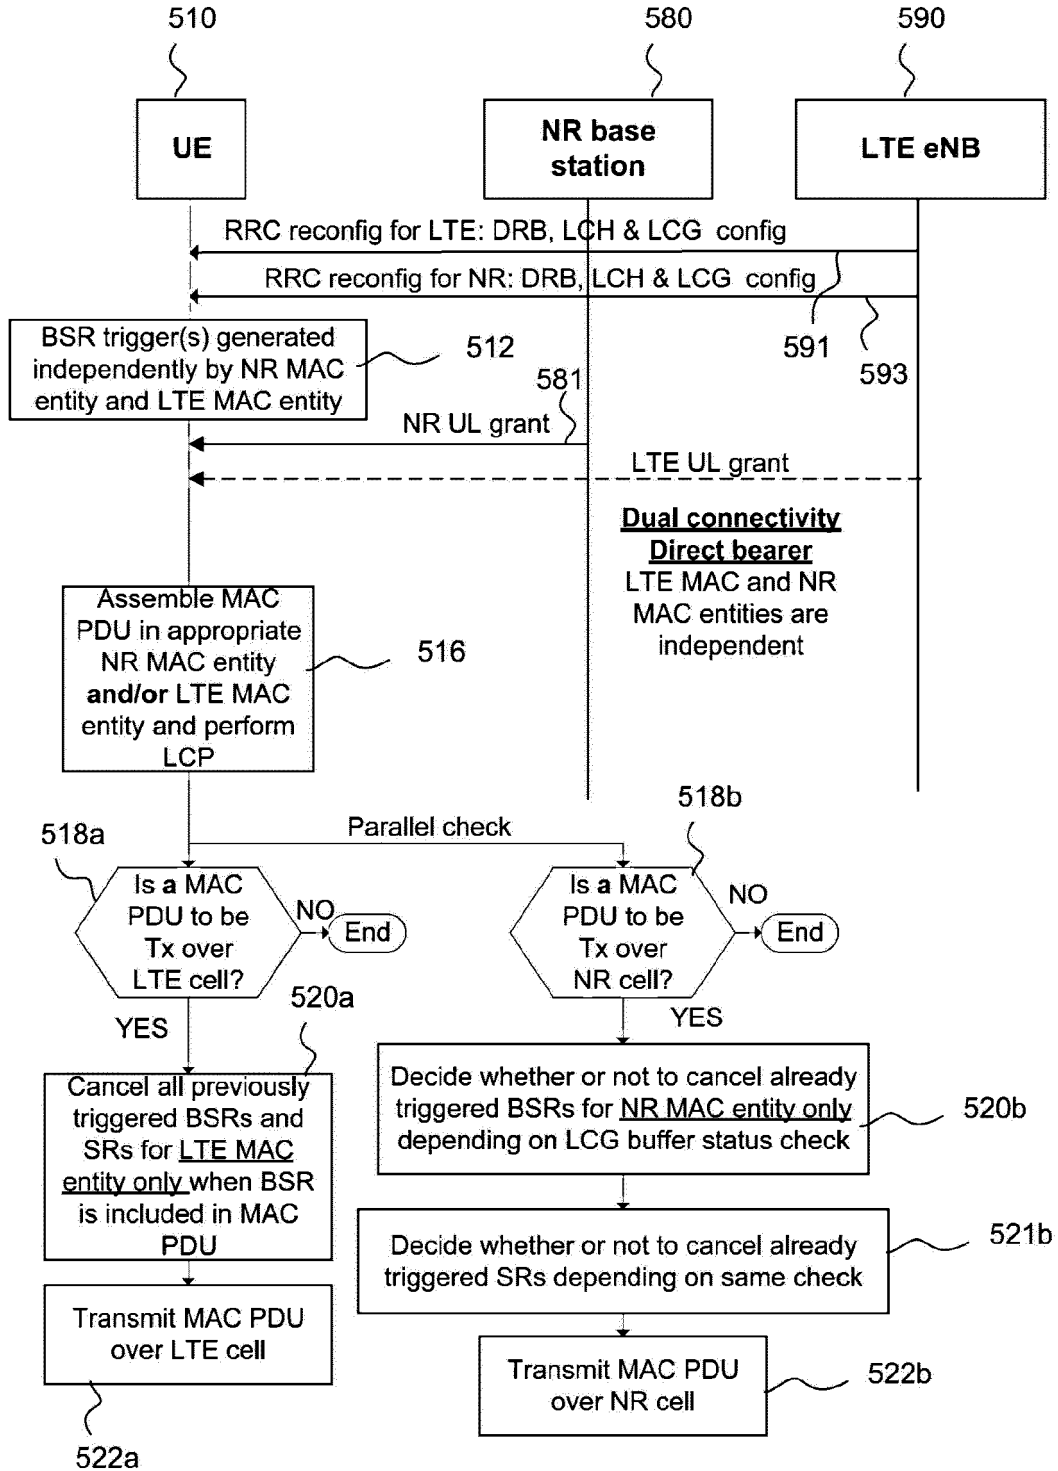 510
580
590
UE
NR base
station
LTE eNB
RRC reconfig for LTE: DRB, LCH & LCG config
RRC reconfig for NR: DRB, LCH & LCG config
591
593
BSR trigger(s) generated
independently by NR MAC
entity and LTE MAC entity
512
581
NR UL grant
LTE UL grant
Dual connectivity
Direct bearer
LTE MAC and NR
MAC entities are
independent
Assemble MAC
PDU in appropriate
NR MAC entity
and/or LTE MAC
entity and perform
LCP
516
518a
Parallel check
518b
Is a MAC
PDU to be
Tx over
LTE cell?
NO
End
Is a MAC
PDU to be
Tx over
NR cell?
NO
End
YES
520a
YES
Cancel all previously
triggered BSRs and
SRs for LTE MAC
entity only when BSR
is included in MAC
PDU
Decide whether or not to cancel already
triggered BSRs for NR MAC entity only
depending on LCG buffer status check
520b
Decide whether or not to cancel already
triggered SRs depending on same check
521b
Transmit MAC PDU
over LTE cell
522a
Transmit MAC PDU
over NR cell
522b